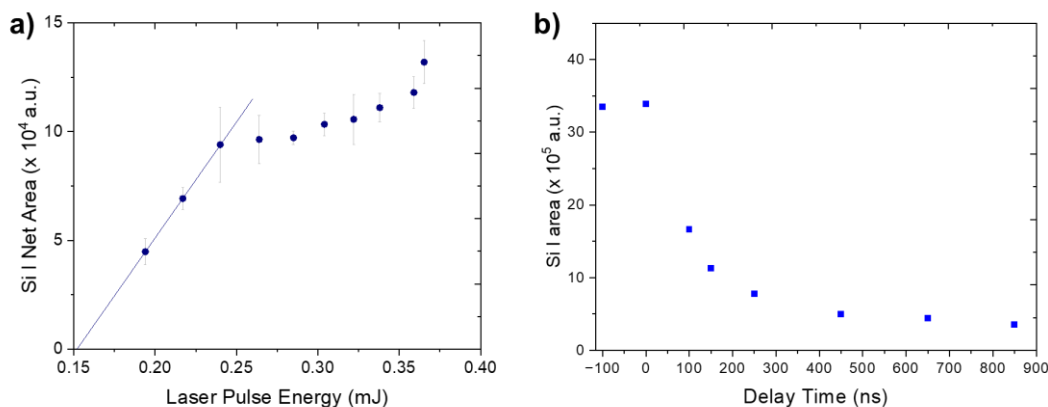 a)
15
10
5
0
Si I Net Area (x 10⁴ a.u.)
0.15 0.20 0.25 0.30 0.35 0.40
Laser Pulse Energy (mJ)
b)
40
30
20
10
0
Si I area (x 10⁵ a.u.)
−100 0 100 200 300 400 500 600 700 800 900
Delay Time (ns)